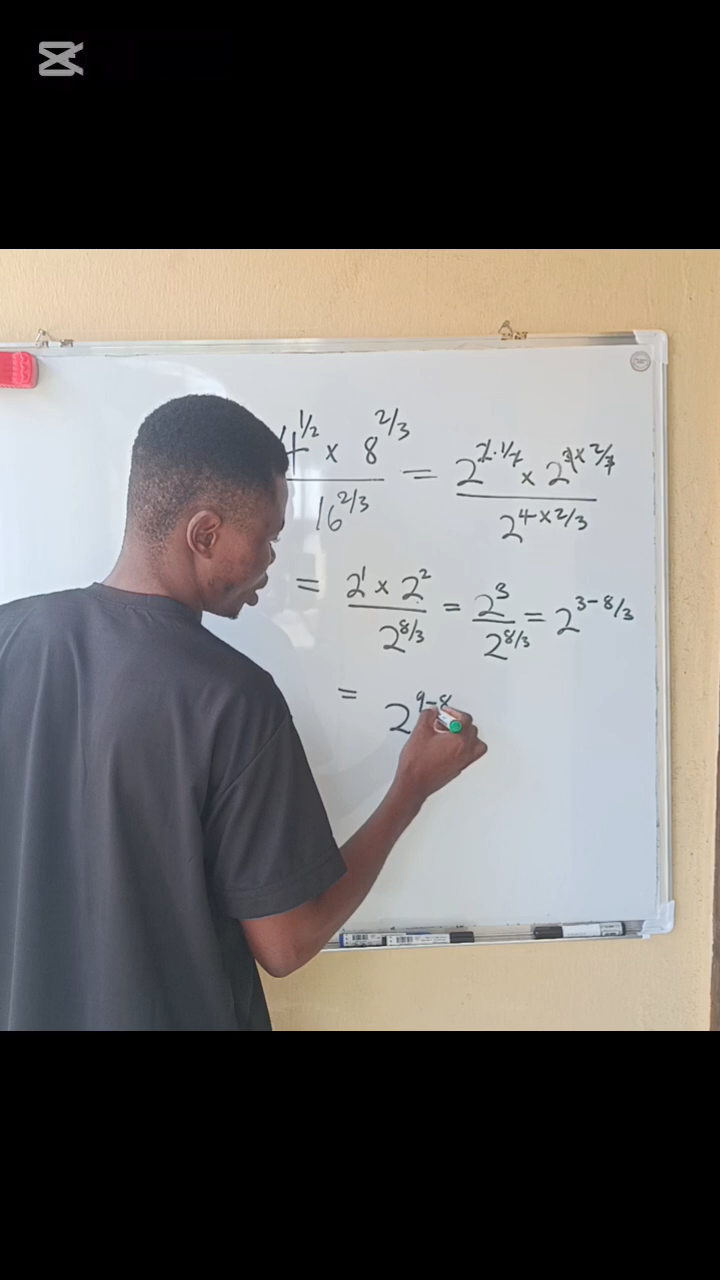 4^{1/2} × 8^{2/3} / 16^{2/3} = 2^{2·1/2} × 2^{3×2/3} / 2^{4×2/3}
= 2^1 × 2^2 / 2^{8/3} = 2^3 / 2^{8/3} = 2^{3-8/3}
= 2^{9-8}